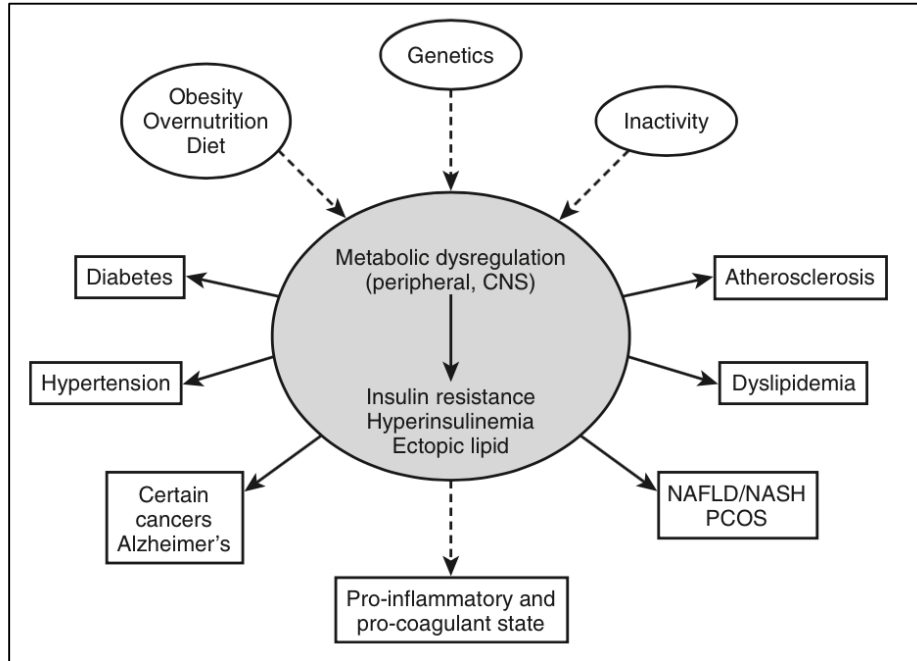 Genetics
Obesity
Overnutrition
Diet
Inactivity
Metabolic dysregulation
(peripheral, CNS)
Diabetes
Atherosclerosis
Hypertension
Dyslipidemia
Insulin resistance
Hyperinsulinemia
Ectopic lipid
Certain
cancers
Alzheimer’s
NAFLD/NASH
PCOS
Pro-inflammatory and
pro-coagulant state